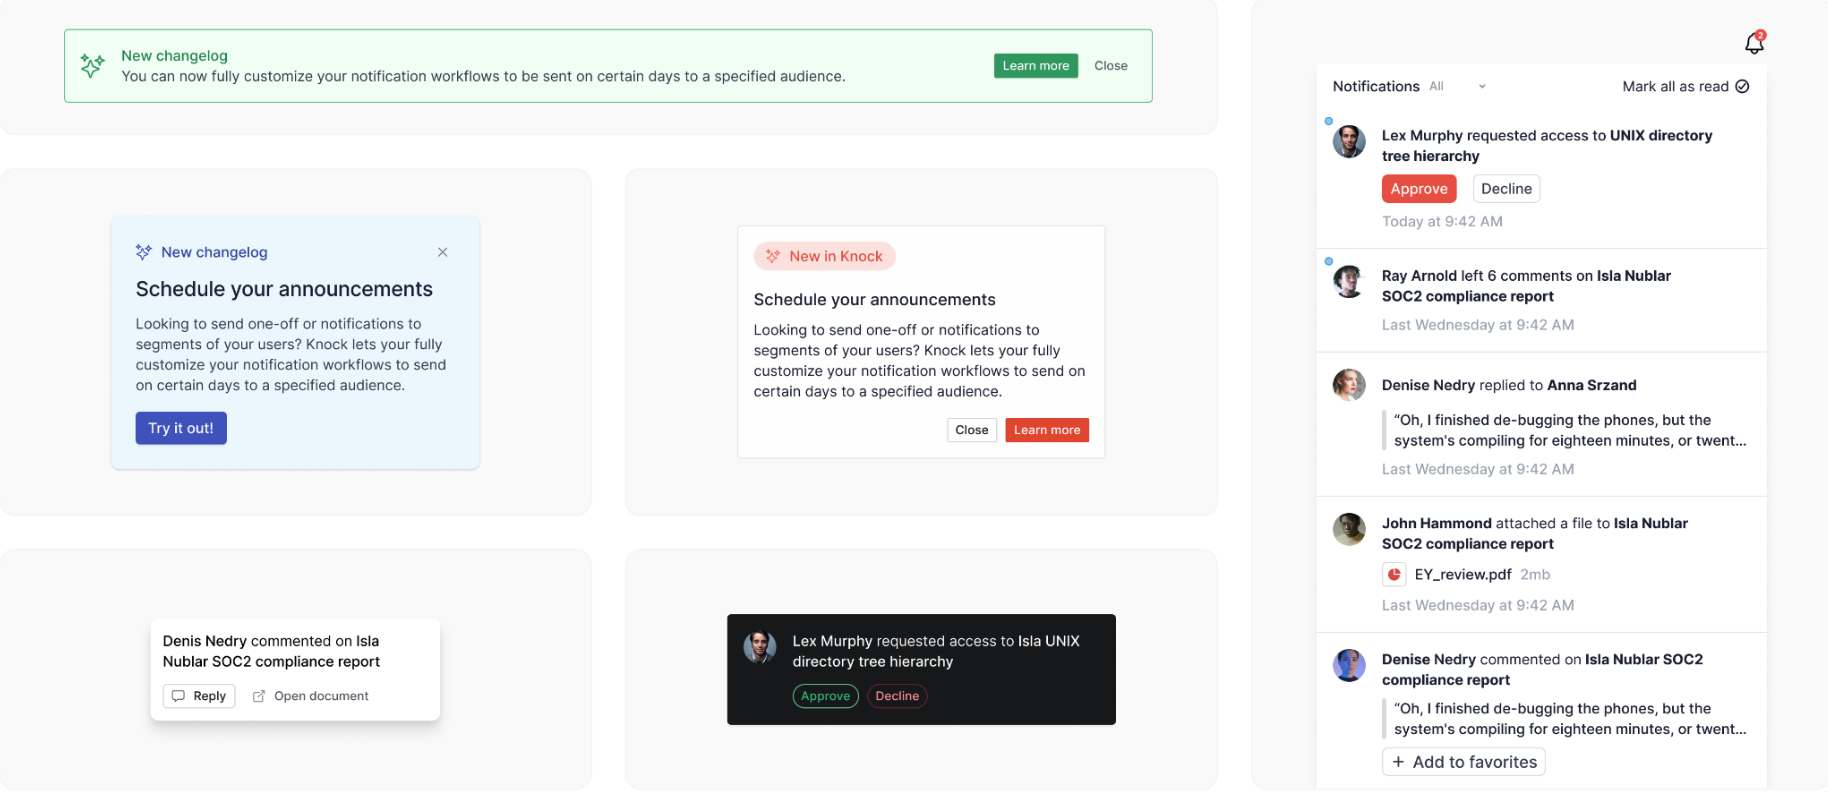 New changelog
You can now fully customize your notification workflows to be sent on certain days to a specified audience.
Learn more
Close
New changelog
Schedule your announcements
Looking to send one-off or notifications to
segments of your users? Knock lets your fully
customize your notification workflows to send
on certain days to a specified audience.
Try it out!
New in Knock
Schedule your announcements
Looking to send one-off or notifications to
segments of your users? Knock lets your fully
customize your notification workflows to send on
certain days to a specified audience.
Close
Learn more
Denis Nedry commented on Isla
Nublar SOC2 compliance report
Reply
Open document
Lex Murphy requested access to Isla UNIX
directory tree hierarchy
Approve
Decline
2
Notifications All
Mark all as read
Lex Murphy requested access to UNIX directory
tree hierarchy
Approve
Decline
Today at 9:42 AM
Ray Arnold left 6 comments on Isla Nublar
SOC2 compliance report
Last Wednesday at 9:42 AM
Denise Nedry replied to Anna Srzand
“Oh, I finished de-bugging the phones, but the
system's compiling for eighteen minutes, or twent...
Last Wednesday at 9:42 AM
John Hammond attached a file to Isla Nublar
SOC2 compliance report
EY_review.pdf 2mb
Last Wednesday at 9:42 AM
Denise Nedry commented on Isla Nublar SOC2
compliance report
“Oh, I finished de-bugging the phones, but the
system's compiling for eighteen minutes, or twent...
+ Add to favorites